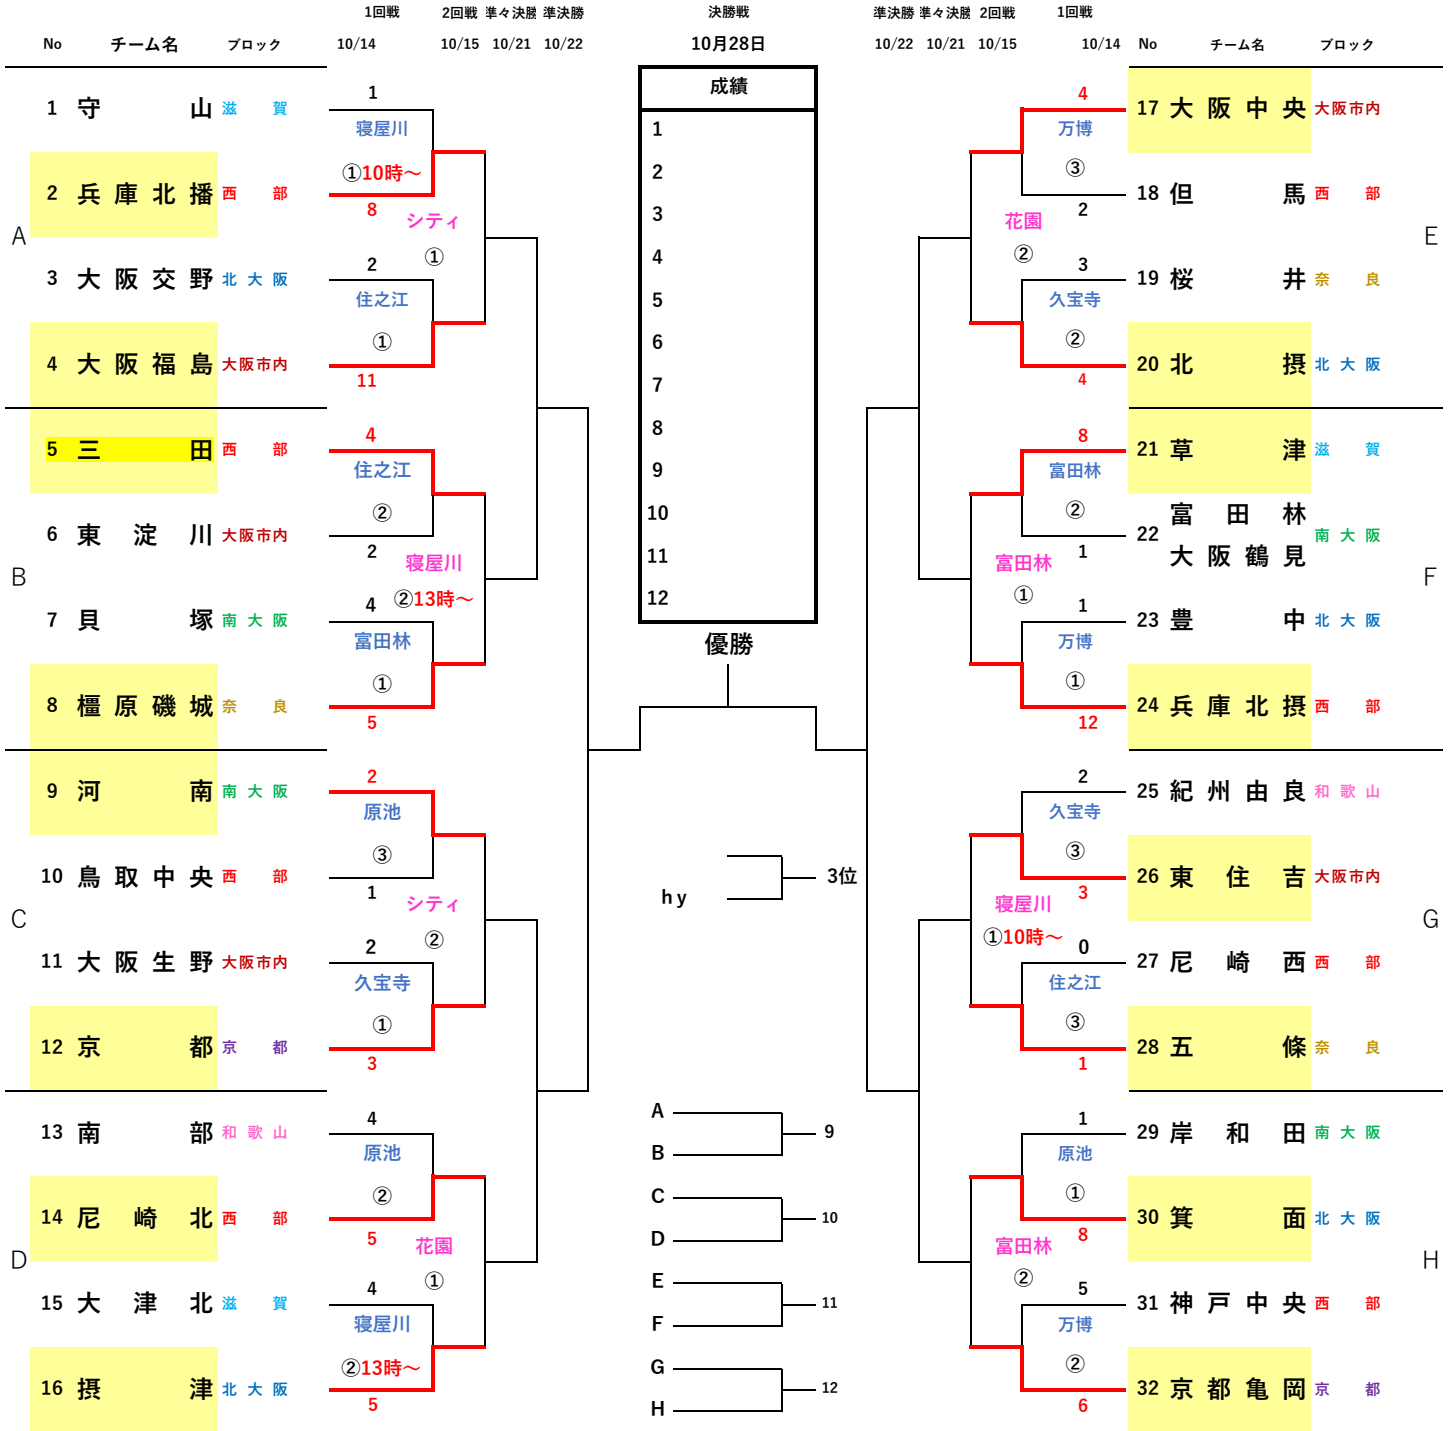 1回戦 2回戦 準々決勝 準決勝 決勝戦 準決勝 準々決勝 2回戦 1回戦
No チーム名 ブロック 10/14 10/15 10/21 10/22 10月28日 10/22 10/21 10/15 10/14 No チーム名 ブロック
成績
1
2
3
4
5
6
7
8
9
10
11
12
優勝
A
1 守山 滋賀 1
寝屋川
①10時～
2 兵庫北播 西部 8
シティ
①
3 大阪交野 北大阪 2
住之江
①
4 大阪福島 大阪市内 11
B
5 三田 西部 4
住之江
②
6 東淀川 大阪市内 2
寝屋川
②13時～
7 貝塚 南大阪 4
富田林
①
8 橿原磯城 奈良 5
C
9 河南 南大阪 2
原池
③
10 鳥取中央 西部 1
シティ
②
11 大阪生野 大阪市内 2
久宝寺
①
12 京都 京都 3
D
13 南部 和歌山 4
原池
②
14 尼崎北 西部 5
花園
①
15 大津北 滋賀 4
寝屋川
②13時～
16 摂津 北大阪 5
hy 3位
A
B 9
C
D 10
E
F 11
G
H 12
4 17 大阪中央 大阪市内
万博
③
2 18 但馬 西部
花園
②
E
3 19 桜井 奈良
久宝寺
②
4 20 北摂 北大阪
8 21 草津 滋賀
富田林
②
1 22 富田林
大阪鶴見 南大阪
富田林
①
F
1 23 豊中 北大阪
万博
①
12 24 兵庫北摂 西部
2 25 紀州由良 和歌山
久宝寺
③
3 26 東住吉 大阪市内
寝屋川
①10時～
G
0 27 尼崎西 西部
住之江
③
1 28 五條 奈良
1 29 岸和田 南大阪
原池
①
8 30 箕面 北大阪
富田林
②
H
5 31 神戸中央 西部
万博
②
6 32 京都亀岡 京都